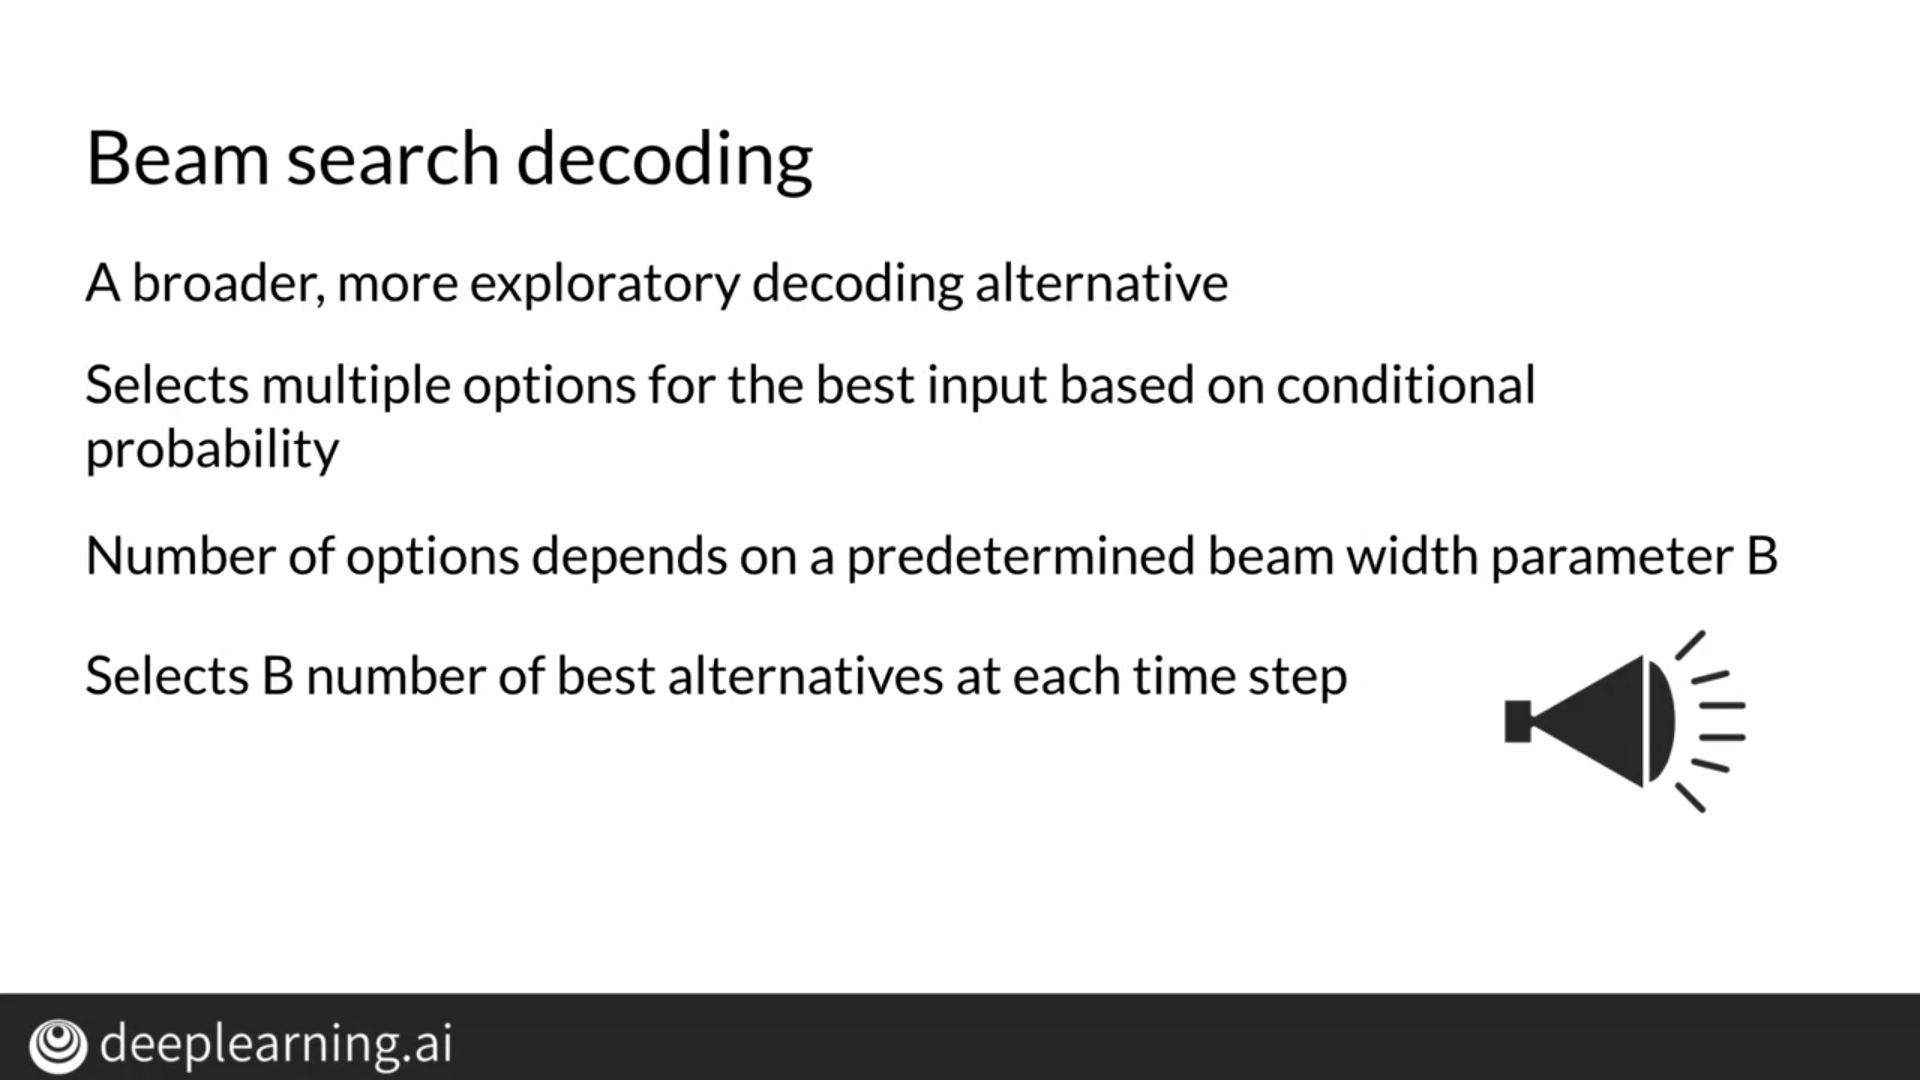 Beam search decoding
A broader, more exploratory decoding alternative
Selects multiple options for the best input based on conditional
probability
Number of options depends on a predetermined beam width parameter B
Selects B number of best alternatives at each time step
deeplearning.ai